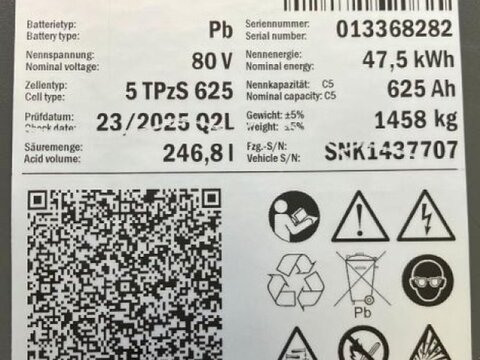 Batterietyp: Pb Seriennummer: 013368282
Battery type: Serial number:
Nennspannung: 80 V Nennenergie: 47,5 kWh
Nominal voltage: Nominal energy:
Zellentyp: 5 TPzS 625 Nennkapazität: C5 625 Ah
Cell type: Nominal capacity: C5
Prüfdatum: 23/2025 Q2L Gewicht: ±5% 1458 kg
Check date: Weight: ±5%
Säuremenge: 246,8 l Fzg.-S/N: SNK1437707
Acid volume: Vehicle S/N:
Pb